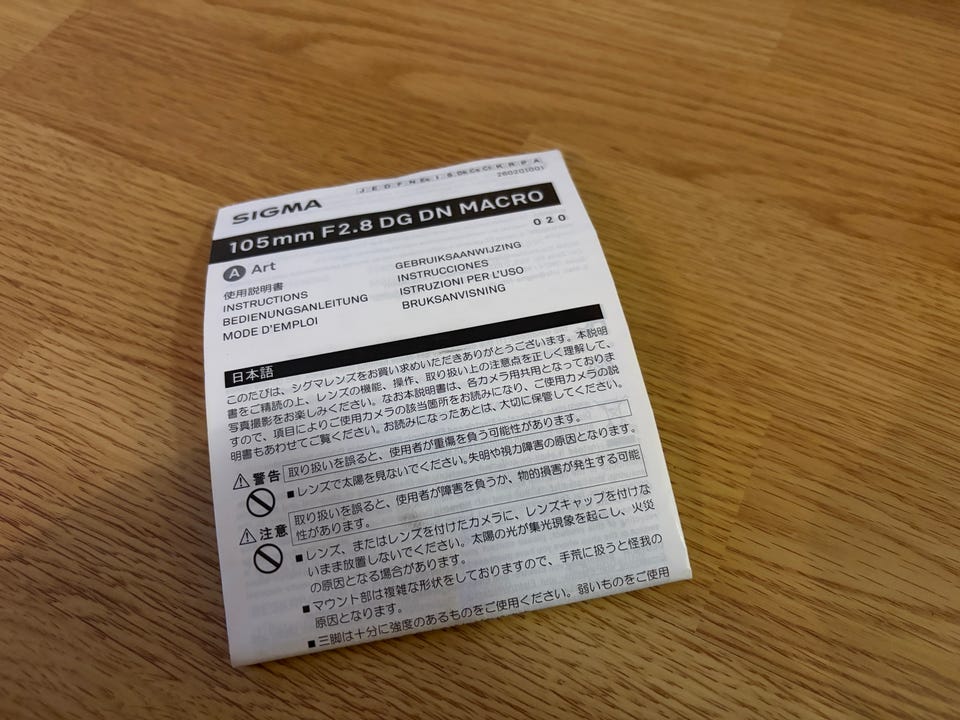 J E D F N Es I S Dk Cs Ct K R P A
260201001
SIGMA
105mm F2.8 DG DN MACRO
020
A Art
使用説明書
INSTRUCTIONS
BEDIENUNGSANLEITUNG
MODE D'EMPLOI
GEBRUIKSAANWIJZING
INSTRUCCIONES
ISTRUZIONI PER L'USO
BRUKSANVISNING
日本語
このたびは、シグマレンズをお買い求めいただきありがとうございます。本説明
書をご精読の上、レンズの機能、操作、取り扱い上の注意点を正しく理解して、
写真撮影をお楽しみください。なお本説明書は、各カメラ用共用となっておりま
すので、項目によりご使用カメラの該当箇所をお読みになり、ご使用カメラの説
明書もあわせてご覧ください。お読みになったあとは、大切に保管してください。
警告 取り扱いを誤ると、使用者が重傷を負う可能性があります。
■レンズで太陽を見ないでください。失明や視力障害の原因となります。
注意 取り扱いを誤ると、使用者が障害を負うか、物的損害が発生する可能
性があります。
■レンズ、またはレンズを付けたカメラに、レンズキャップを付けな
いまま放置しないでください。太陽の光が集光現象を起こし、火災
の原因となる場合があります。
■マウント部は複雑な形状をしておりますので、手荒に扱うと怪我の
原因となります。
■三脚は十分に強度のあるものをご使用ください。弱いものをご使用